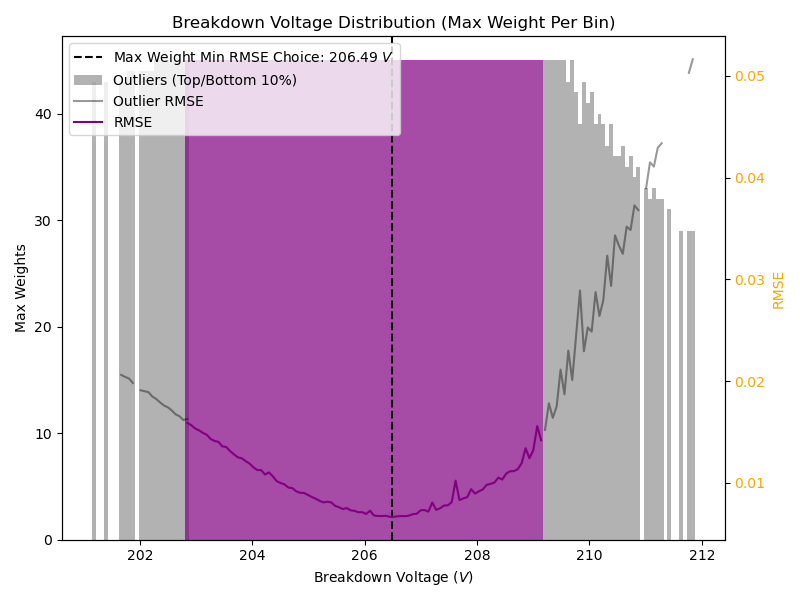 Breakdown Voltage Distribution (Max Weight Per Bin)
Max Weight Min RMSE Choice: 206.49 V
Outliers (Top/Bottom 10%)
Outlier RMSE
RMSE
Max Weights
0
10
20
30
40
RMSE
0.05
0.04
0.03
0.02
0.01
202
204
206
208
210
212
Breakdown Voltage (V)